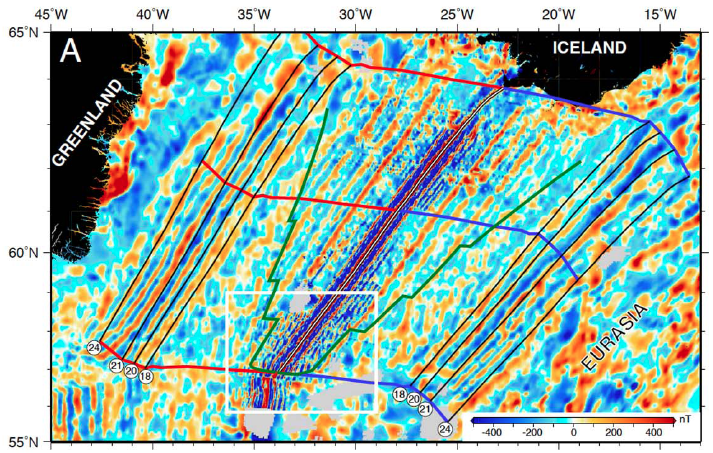 45°W 40°W 35°W 30°W 25°W 20°W 15°W
65°N
A
ICELAND
GREENLAND
60°N
EURASIA
24
21
20
18
18
20
21
24
nT
-400 -200 0 200 400
55°N